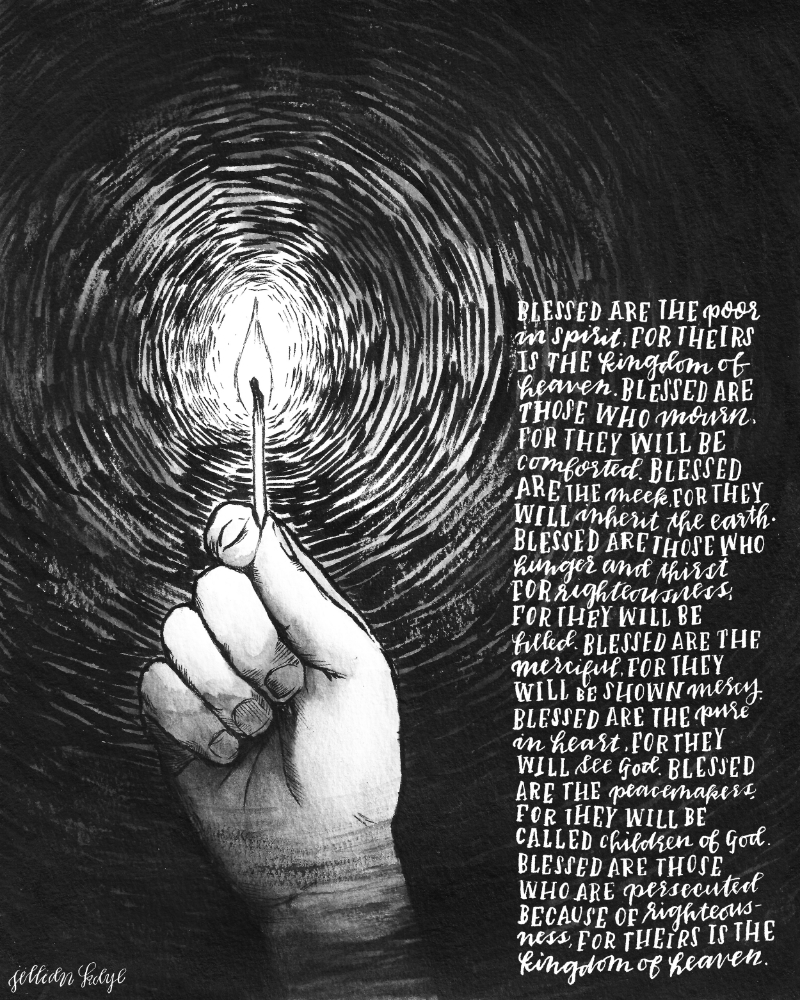 BLESSED ARE THE poor
in spirit, FOR THEIRS
IS THE kingdom of
heaven. BLESSED ARE
THOSE WHO mourn,
FOR THEY WILL BE
comforted. BLESSED
ARE THE meek, FOR THEY
WILL inherit the earth.
BLESSED ARE THOSE WHO
hunger and thirst
FOR righteousness,
FOR THEY WILL BE
filled. BLESSED ARE THE
merciful, FOR THEY
WILL BE SHOWN mercy.
BLESSED ARE THE pure
in heart, FOR THEY
WILL see God. BLESSED
ARE THE peacemakers
FOR THEY WILL BE
CALLED children of God.
BLESSED ARE THOSE
WHO ARE persecuted
BECAUSE OF righteous-
ness, FOR THEIRS IS THE
kingdom of heaven.